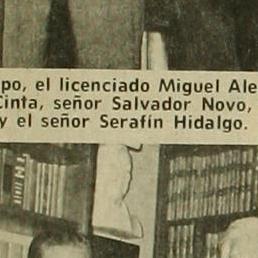 po, el licenciado Miguel Ale
Cinta, señor Salvador Novo,
y el señor Serafín Hidalgo.